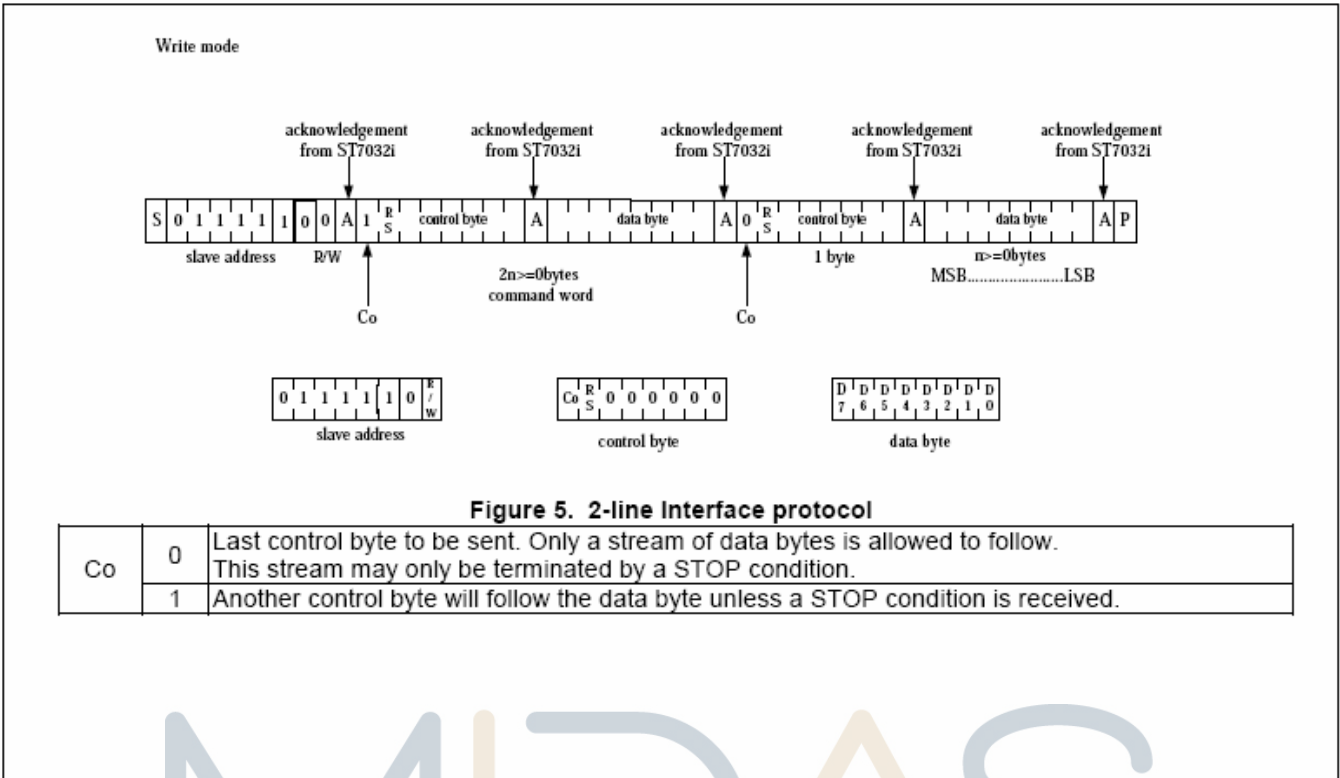 Write mode
acknowledgement acknowledgement acknowledgement acknowledgement acknowledgement
from ST7032i from ST7032i from ST7032i from ST7032i from ST7032i
S 0 1 1 1 1 1 0 0 A 1 RS control byte A data byte A 0 RS control byte A data byte A P
slave address R/W 2n>=0bytes 1 byte n>=0bytes
command word MSB........................LSB
Co Co
0 1 1 1 1 1 0 R/W Co RS 0 0 0 0 0 0 D7 D6 D5 D4 D3 D2 D1 D0
slave address control byte data byte
Figure 5. 2-line Interface protocol
Co 0 Last control byte to be sent. Only a stream of data bytes is allowed to follow.
This stream may only be terminated by a STOP condition.
1 Another control byte will follow the data byte unless a STOP condition is received.
MIDAS